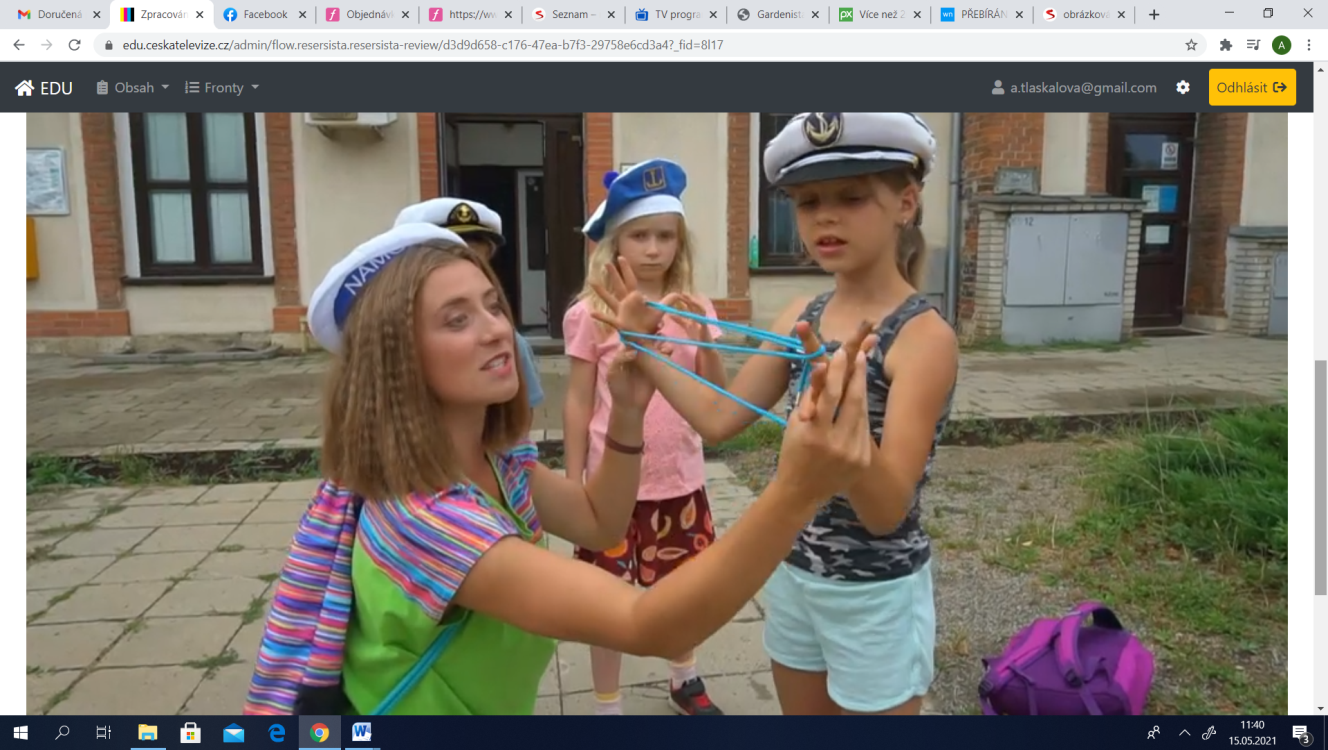 Doručená
Zpracován
Facebook
Objednáv
https://ww
Seznam –
TV progra
Gardenist
Více než 2
PŘEBÍRÁN
obrázkov
edu.ceskatelevize.cz/admin/flow.resersista.resersista-review/d3d9d658-c176-47ea-b7f3-29758e6cd3a4?_fid=8l17
A
EDU
Obsah
Fronty
a.tlaskalova@gmail.com
Odhlásit
NÁMO
12
11:40
15.05.2021
3